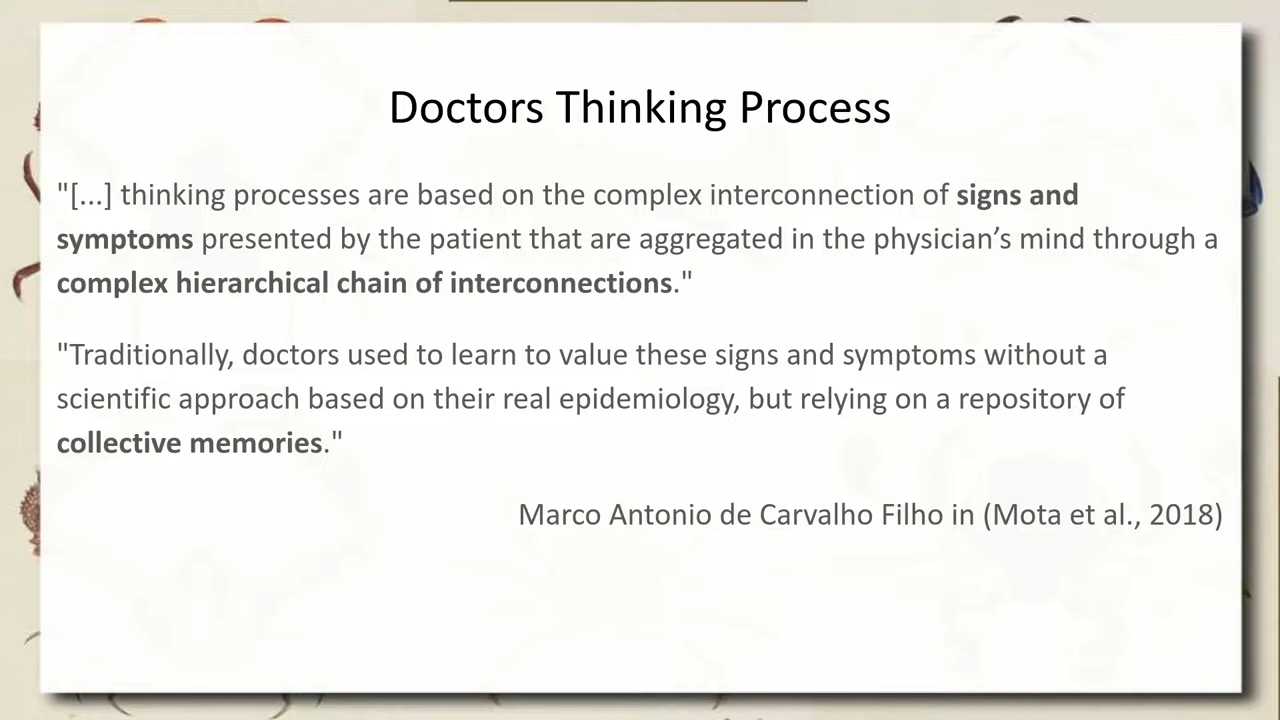 Doctors Thinking Process
"[...] thinking processes are based on the complex interconnection of signs and
symptoms presented by the patient that are aggregated in the physician’s mind through a
complex hierarchical chain of interconnections."
"Traditionally, doctors used to learn to value these signs and symptoms without a
scientific approach based on their real epidemiology, but relying on a repository of
collective memories."
Marco Antonio de Carvalho Filho in (Mota et al., 2018)